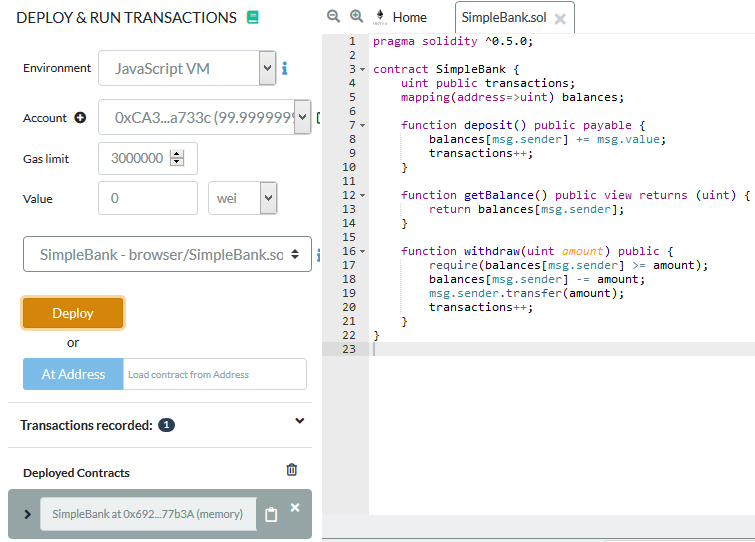 DEPLOY & RUN TRANSACTIONS
Environment JavaScript VM
Account 0xCA3...a733c (99.9999999
Gas limit 3000000
Value 0 wei
SimpleBank - browser/SimpleBank.so
Deploy
or
At Address Load contract from Address
Transactions recorded: 1
Deployed Contracts
SimpleBank at 0x692...77b3A (memory)
Home SimpleBank.sol
1 pragma solidity ^0.5.0;
2
3 contract SimpleBank {
4 uint public transactions;
5 mapping(address=>uint) balances;
6
7 function deposit() public payable {
8 balances[msg.sender] += msg.value;
9 transactions++;
10 }
11
12 function getBalance() public view returns (uint) {
13 return balances[msg.sender];
14 }
15
16 function withdraw(uint amount) public {
17 require(balances[msg.sender] >= amount);
18 balances[msg.sender] -= amount;
19 msg.sender.transfer(amount);
20 transactions++;
21 }
22 }
23